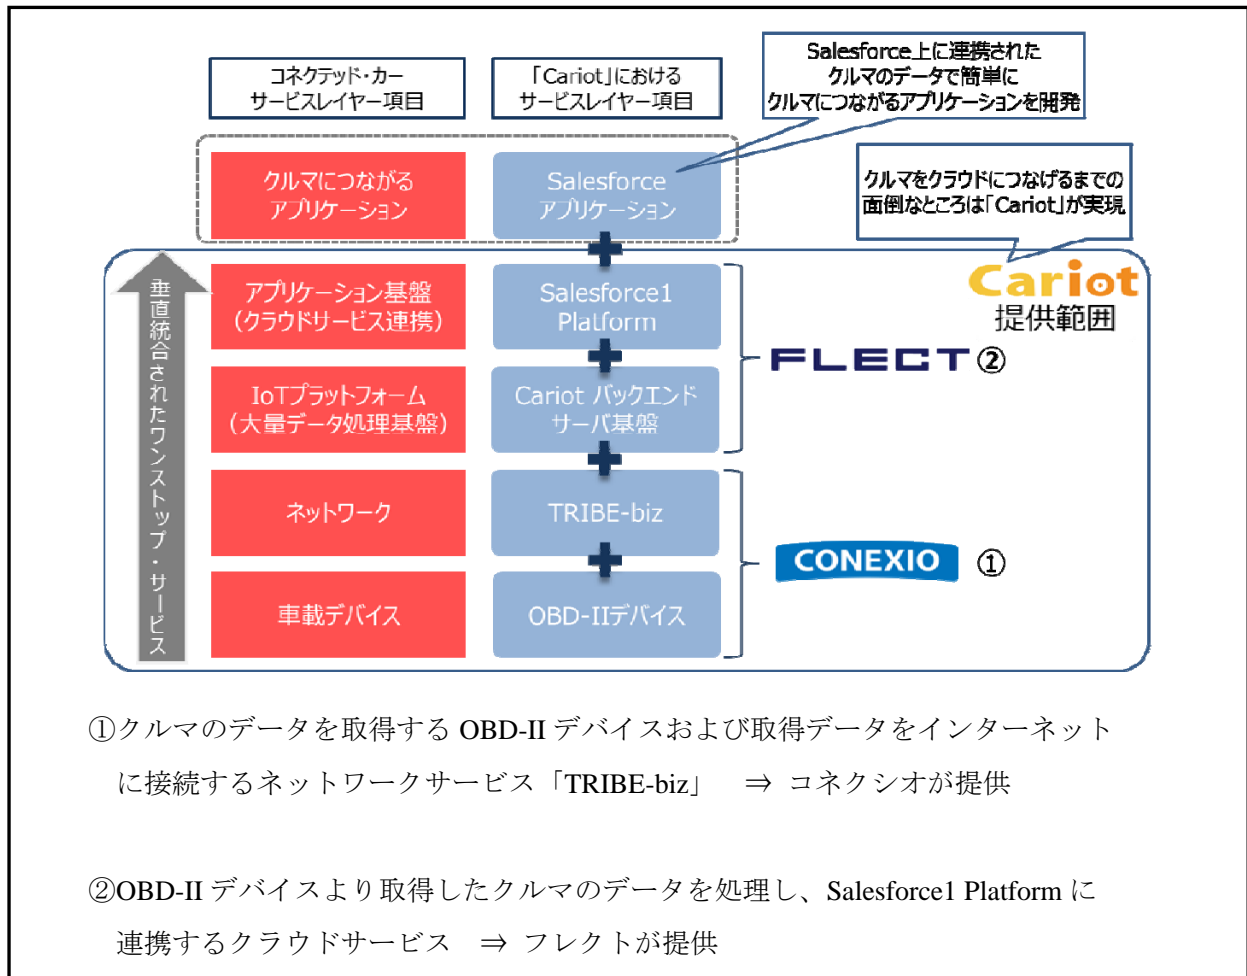 コネクテッド・カー
サービスレイヤー項目
「Cariot」における
サービスレイヤー項目
Salesforce上に連携された
クルマのデータで簡単に
クルマにつながるアプリケーションを開発
クルマにつながる
アプリケーション
Salesforce
アプリケーション
クルマをクラウドにつなげるまでの
面倒なところは「Cariot」が実現
垂直統合されたワンストップ・サービス
アプリケーション基盤
（クラウドサービス連携）
Salesforce1
Platform
Cariot
提供範囲
FLECT ②
IoTプラットフォーム
（大量データ処理基盤）
Cariot バックエンド
サーバ基盤
ネットワーク
TRIBE-biz
CONEXIO ①
車載デバイス
OBD-IIデバイス
①クルマのデータを取得する OBD-II デバイスおよび取得データをインターネット
に接続するネットワークサービス「TRIBE-biz」 ⇒ コネクシオが提供
②OBD-II デバイスより取得したクルマのデータを処理し、Salesforce1 Platform に
連携するクラウドサービス ⇒ フレクトが提供